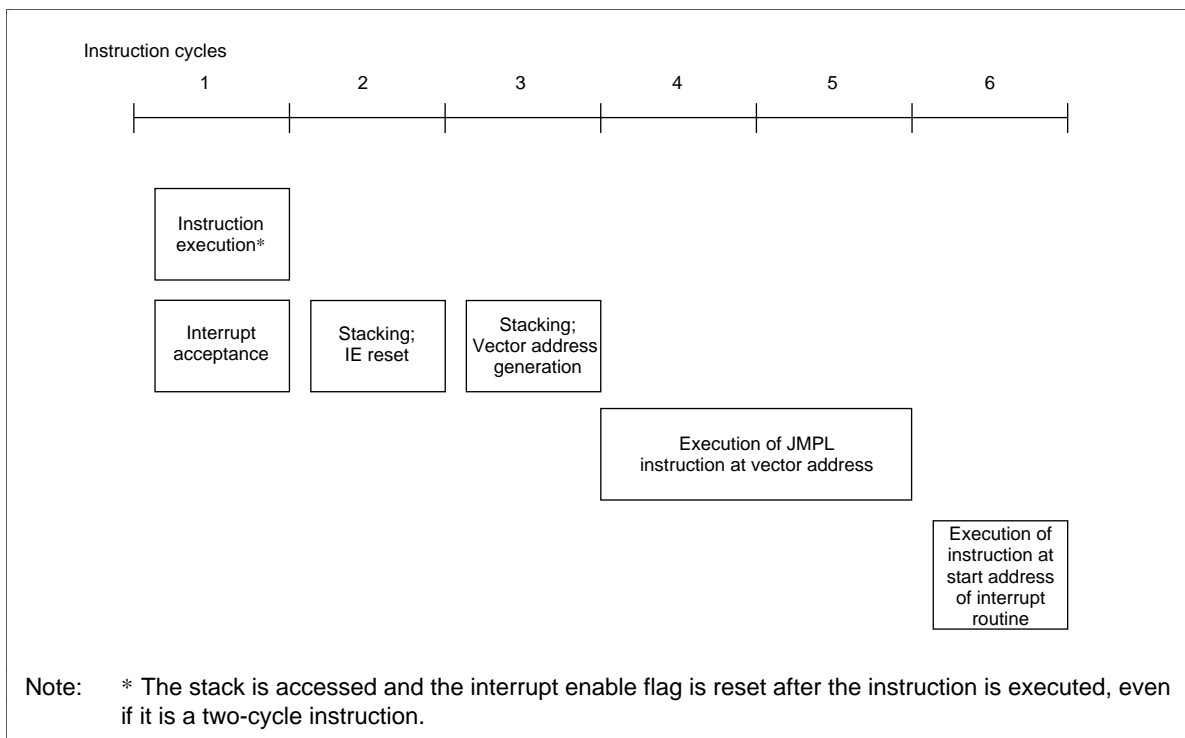 Instruction cycles
1 2 3 4 5 6
Instruction
execution*
Interrupt
acceptance
Stacking;
IE reset
Stacking;
Vector address
generation
Execution of JMPL
instruction at vector address
Execution of
instruction at
start address
of interrupt
routine
Note: * The stack is accessed and the interrupt enable flag is reset after the instruction is executed, even
if it is a two-cycle instruction.